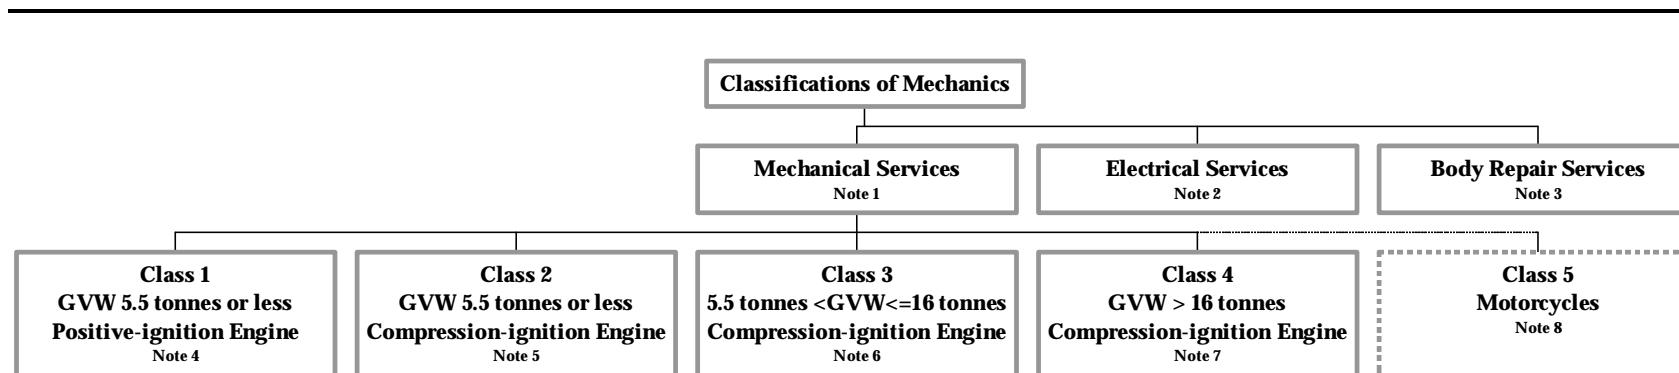 Classifications of Mechanics
Mechanical Services
Note 1
Electrical Services
Note 2
Body Repair Services
Note 3
Class 1
GVW 5.5 tonnes or less
Positive-ignition Engine
Note 4
Class 2
GVW 5.5 tonnes or less
Compression-ignition Engine
Note 5
Class 3
5.5 tonnes <GVW<=16 tonnes
Compression-ignition Engine
Note 6
Class 4
GVW > 16 tonnes
Compression-ignition Engine
Note 7
Class 5
Motorcycles
Note 8